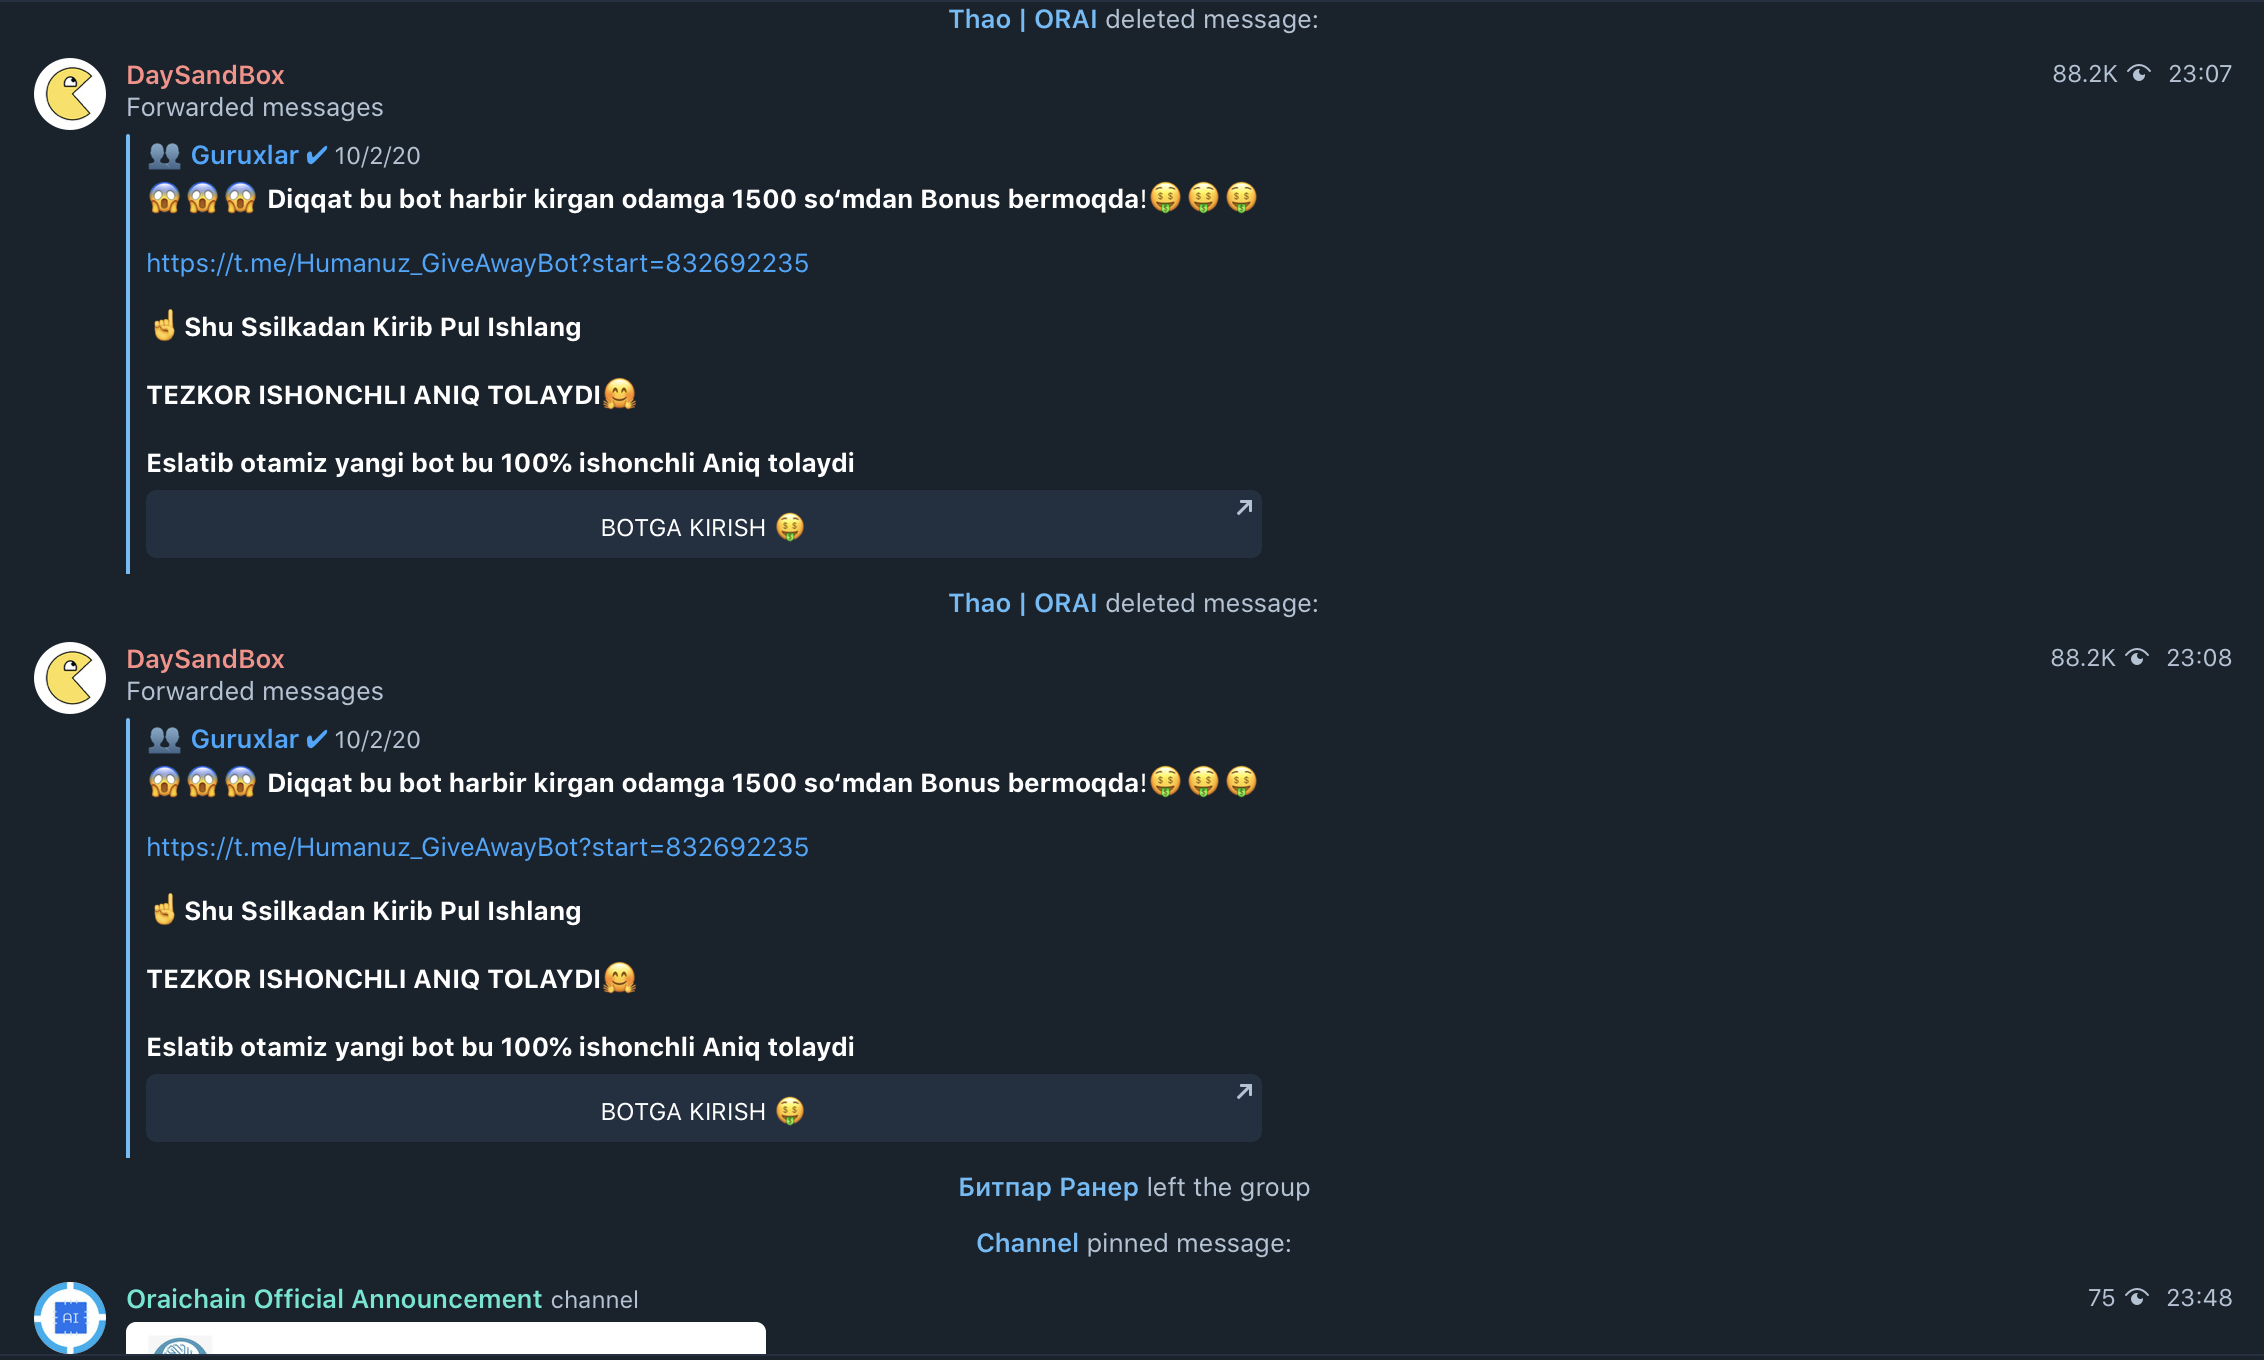 Thao | ORAI deleted message:
DaySandBox 88.2K 23:07
Forwarded messages
👥 Guruxlar ✔ 10/2/20
😱😱😱 Diqqat bu bot harbir kirgan odamga 1500 so‘mdan Bonus bermoqda!🤑🤑🤑
https://t.me/Humanuz_GiveAwayBot?start=832692235
☝Shu Ssilkadan Kirib Pul Ishlang
TEZKOR ISHONCHLI ANIQ TOLAYDI🤗
Eslatib otamiz yangi bot bu 100% ishonchli Aniq tolaydi
BOTGA KIRISH 🤑
Thao | ORAI deleted message:
DaySandBox 88.2K 23:08
Forwarded messages
👥 Guruxlar ✔ 10/2/20
😱😱😱 Diqqat bu bot harbir kirgan odamga 1500 so‘mdan Bonus bermoqda!🤑🤑🤑
https://t.me/Humanuz_GiveAwayBot?start=832692235
☝Shu Ssilkadan Kirib Pul Ishlang
TEZKOR ISHONCHLI ANIQ TOLAYDI🤗
Eslatib otamiz yangi bot bu 100% ishonchli Aniq tolaydi
BOTGA KIRISH 🤑
Битпар Ранер left the group
Channel pinned message:
Oraichain Official Announcement channel 75 23:48
AI